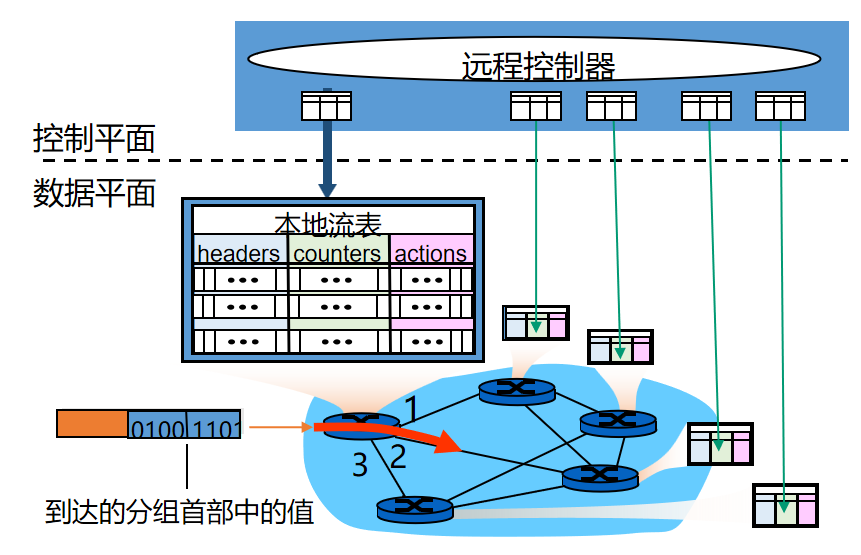 远程控制器
控制平面
数据平面
本地流表
headers counters actions
•••  •••  •••
•••  •••  •••
•••  •••  •••
1
2
3
0100 1101
到达的分组首部中的值